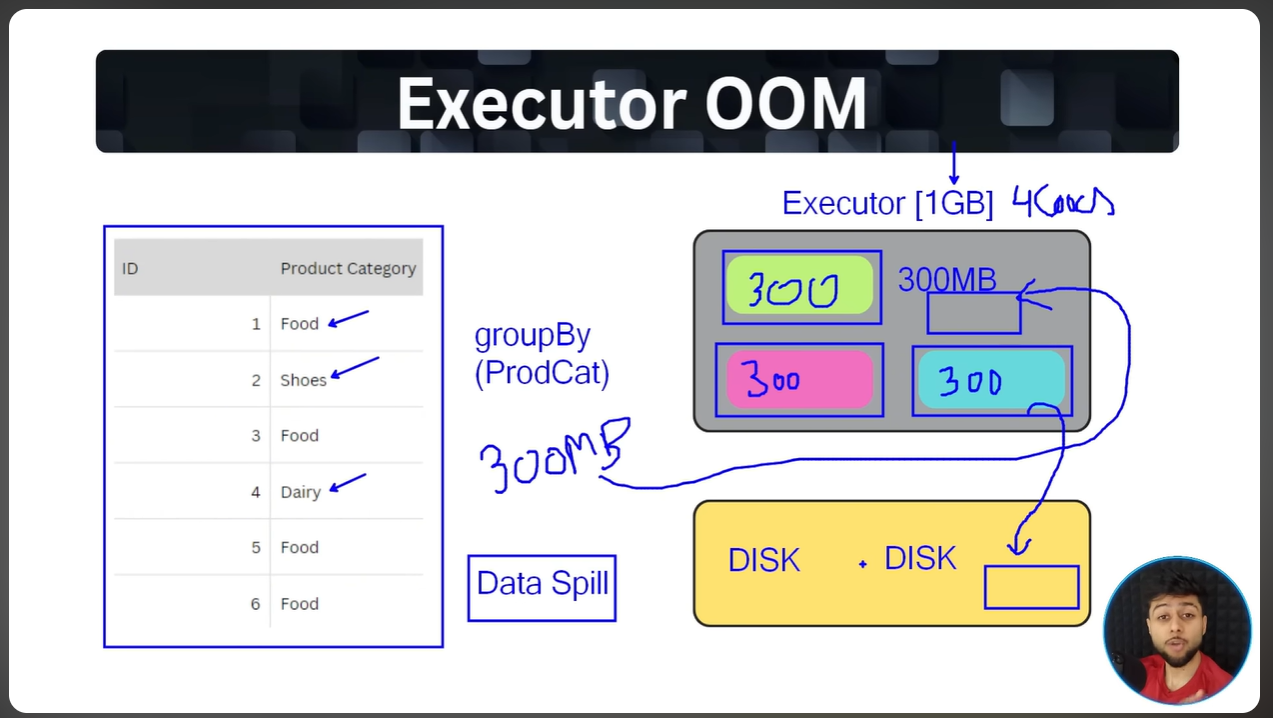 Executor OOM
Executor [1GB] 4Cores
ID Product Category
1 Food
2 Shoes
3 Food
4 Dairy
5 Food
6 Food
groupBy
(ProdCat)
300MB
Data Spill
300
300MB
300
300
DISK . DISK